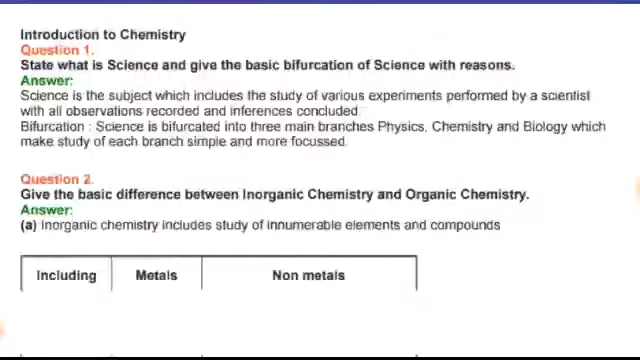 Introduction to Chemistry
Question 1.
State what is Science and give the basic bifurcation of Science with reasons.
Answer:
Science is the subject which includes the study of various experiments performed by a scientist
with all observations recorded and inferences concluded.
Bifurcation : Science is bifurcated into three main branches Physics, Chemistry and Biology which
make study of each branch simple and more focussed.
Question 2.
Give the basic difference between Inorganic Chemistry and Organic Chemistry.
Answer:
(a) Inorganic chemistry includes study of innumerable elements and compounds
Including Metals Non metals